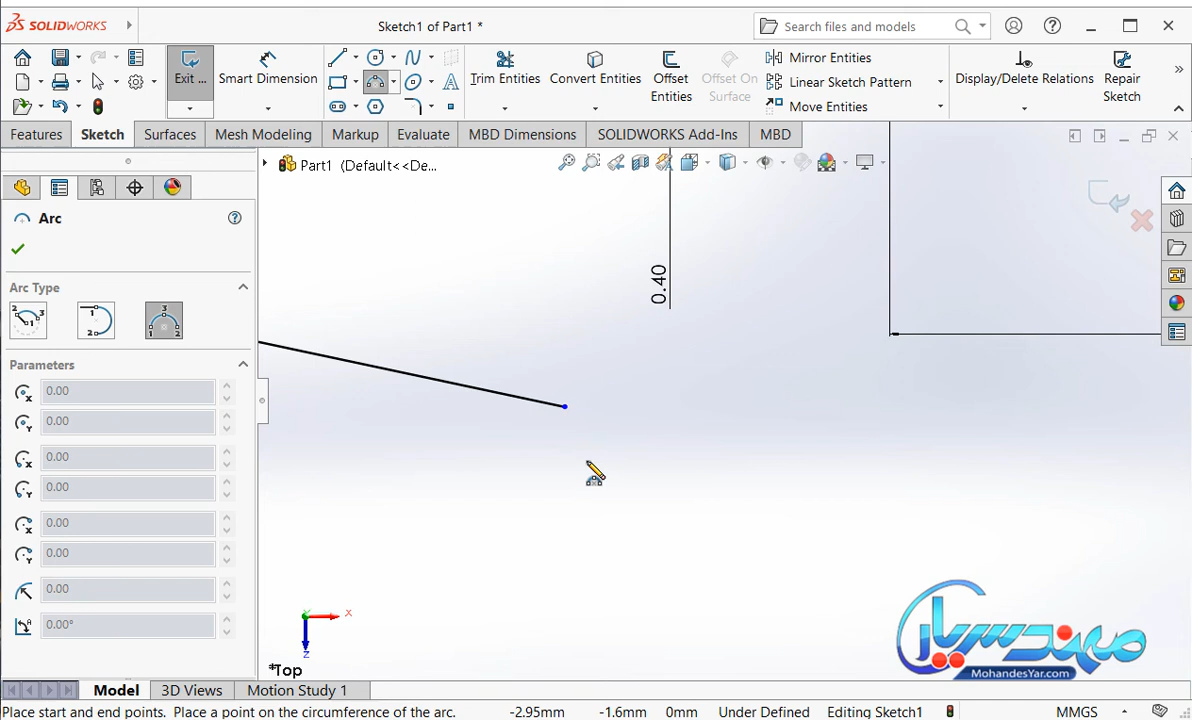 SOLIDWORKS
Sketch1 of Part1 *
Search files and models
Exit ...
Smart Dimension
Trim Entities
Convert Entities
Offset Entities
Offset On Surface
Mirror Entities
Linear Sketch Pattern
Move Entities
Display/Delete Relations
Repair Sketch
Features
Sketch
Surfaces
Mesh Modeling
Markup
Evaluate
MBD Dimensions
SOLIDWORKS Add-Ins
MBD
Part1 (Default<<De...
Arc
Arc Type
Parameters
0.00
0.00
0.00
0.00
0.00
0.00
0.00
0.00°
0.40
X
Z
*Top
مهندسیار
MohandesYar.com
Model
3D Views
Motion Study 1
Place start and end points. Place a point on the circumference of the arc.
-2.95mm
-1.6mm
0mm
Under Defined
Editing Sketch1
MMGS